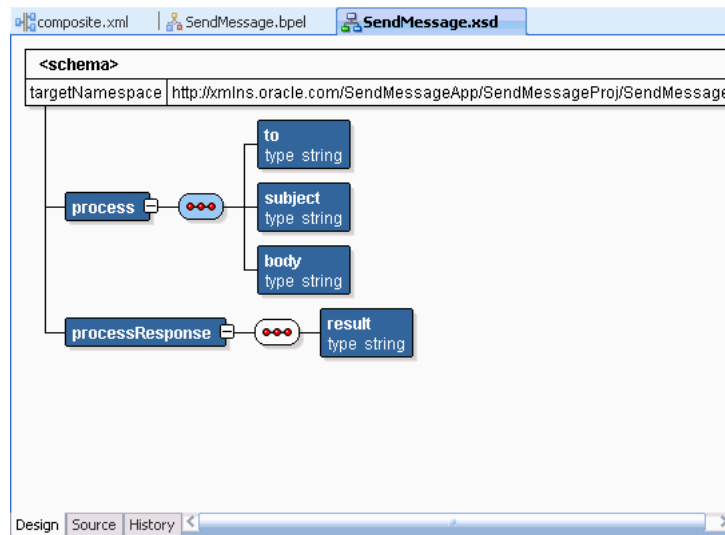 composite.xml SendMessage.bpel SendMessage.xsd
<schema>
targetNamespace http://xmlns.oracle.com/SendMessageApp/SendMessageProj/SendMessage
to
type string
process
subject
type string
body
type string
processResponse
result
type string
Design Source History